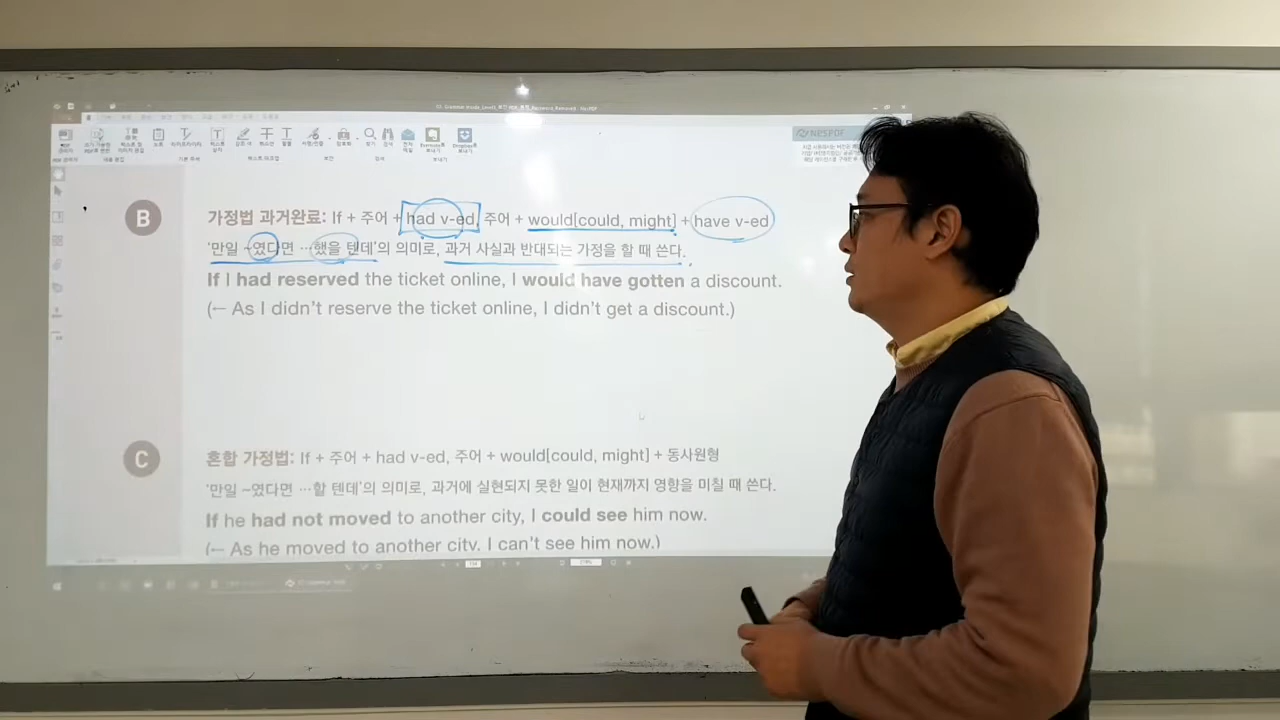 NESPDF
B
가정법 과거완료: If + 주어 + had v-ed, 주어 + would[could, might] + have v-ed
'만일 ~였다면 …했을 텐데'의 의미로, 과거 사실과 반대되는 가정을 할 때 쓴다.
If I had reserved the ticket online, I would have gotten a discount.
(← As I didn't reserve the ticket online, I didn't get a discount.)
C
혼합 가정법: If + 주어 + had v-ed, 주어 + would[could, might] + 동사원형
'만일 ~였다면 …할 텐데'의 의미로, 과거에 실현되지 못한 일이 현재까지 영향을 미칠 때 쓴다.
If he had not moved to another city, I could see him now.
(← As he moved to another city, I can't see him now.)